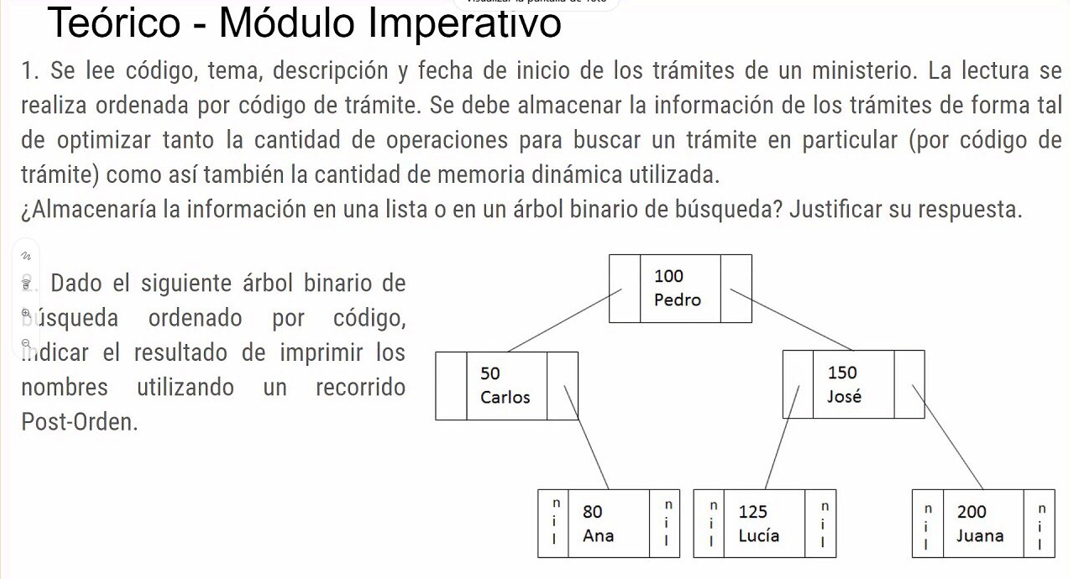 Teórico - Módulo Imperativo
1. Se lee código, tema, descripción y fecha de inicio de los trámites de un ministerio. La lectura se
realiza ordenada por código de trámite. Se debe almacenar la información de los trámites de forma tal
de optimizar tanto la cantidad de operaciones para buscar un trámite en particular (por código de
trámite) como así también la cantidad de memoria dinámica utilizada.
¿Almacenaría la información en una lista o en un árbol binario de búsqueda? Justificar su respuesta.
2. Dado el siguiente árbol binario de
búsqueda ordenado por código,
indicar el resultado de imprimir los
nombres utilizando un recorrido
Post-Orden.
100
Pedro
50
Carlos
150
José
nil
80
Ana
nil
nil
125
Lucía
nil
nil
200
Juana
nil